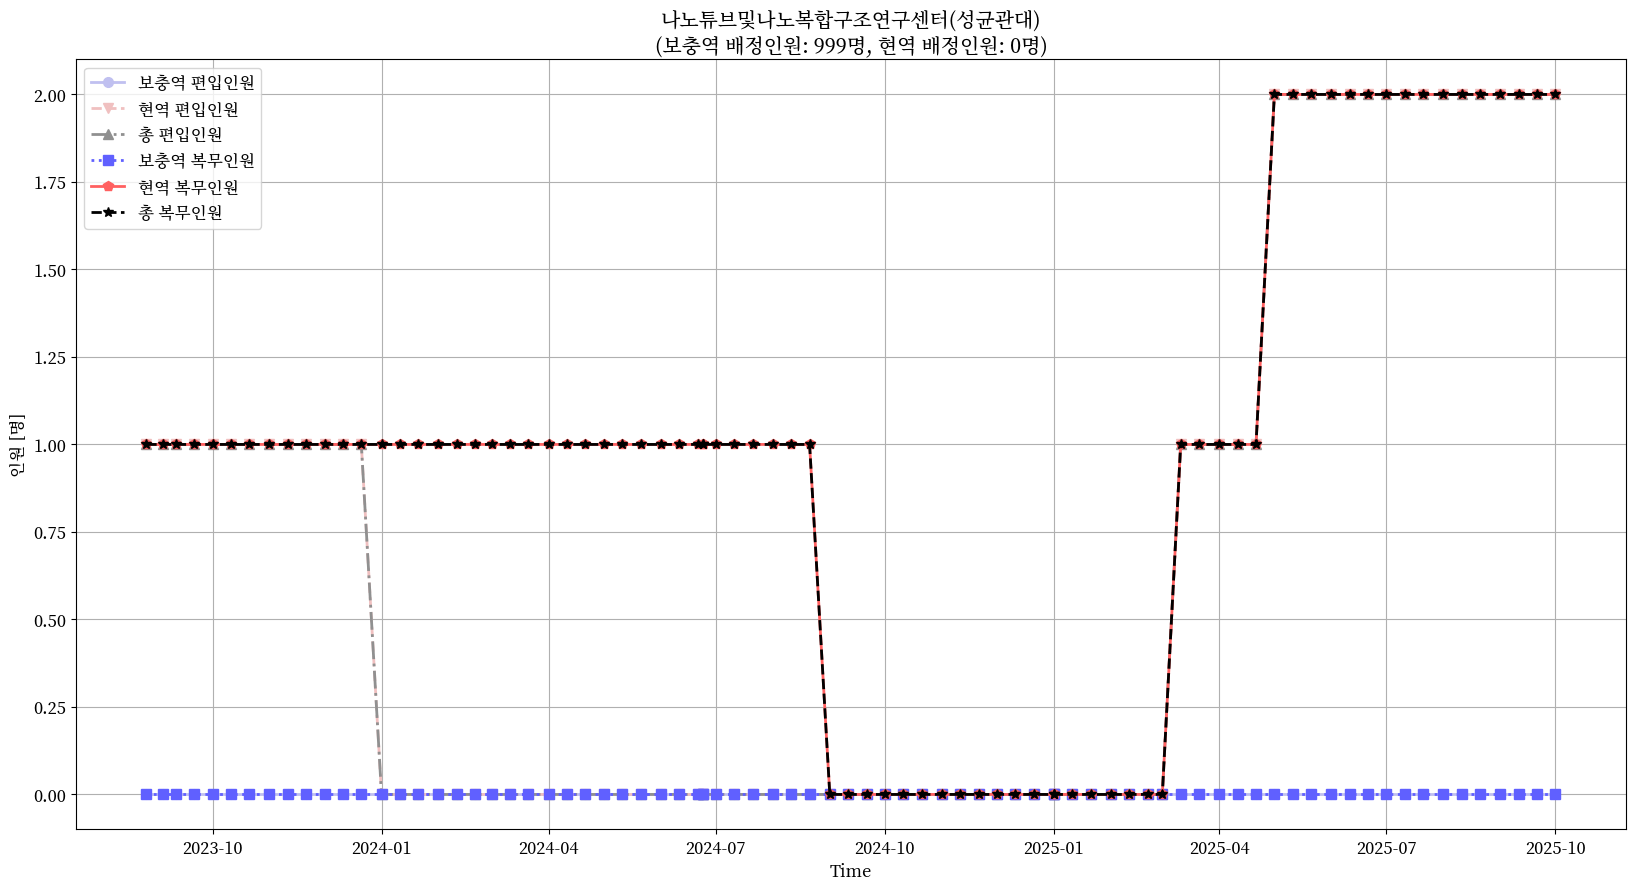 나노튜브및나노복합구조연구센터(성균관대)
(보충역 배정인원: 999명, 현역 배정인원: 0명)
보충역 편입인원
현역 편입인원
총 편입인원
보충역 복무인원
현역 복무인원
총 복무인원
2.00
1.75
1.50
1.25
1.00
0.75
0.50
0.25
0.00
인원 [명]
2023-10
2024-01
2024-04
2024-07
2024-10
2025-01
2025-04
2025-07
2025-10
Time